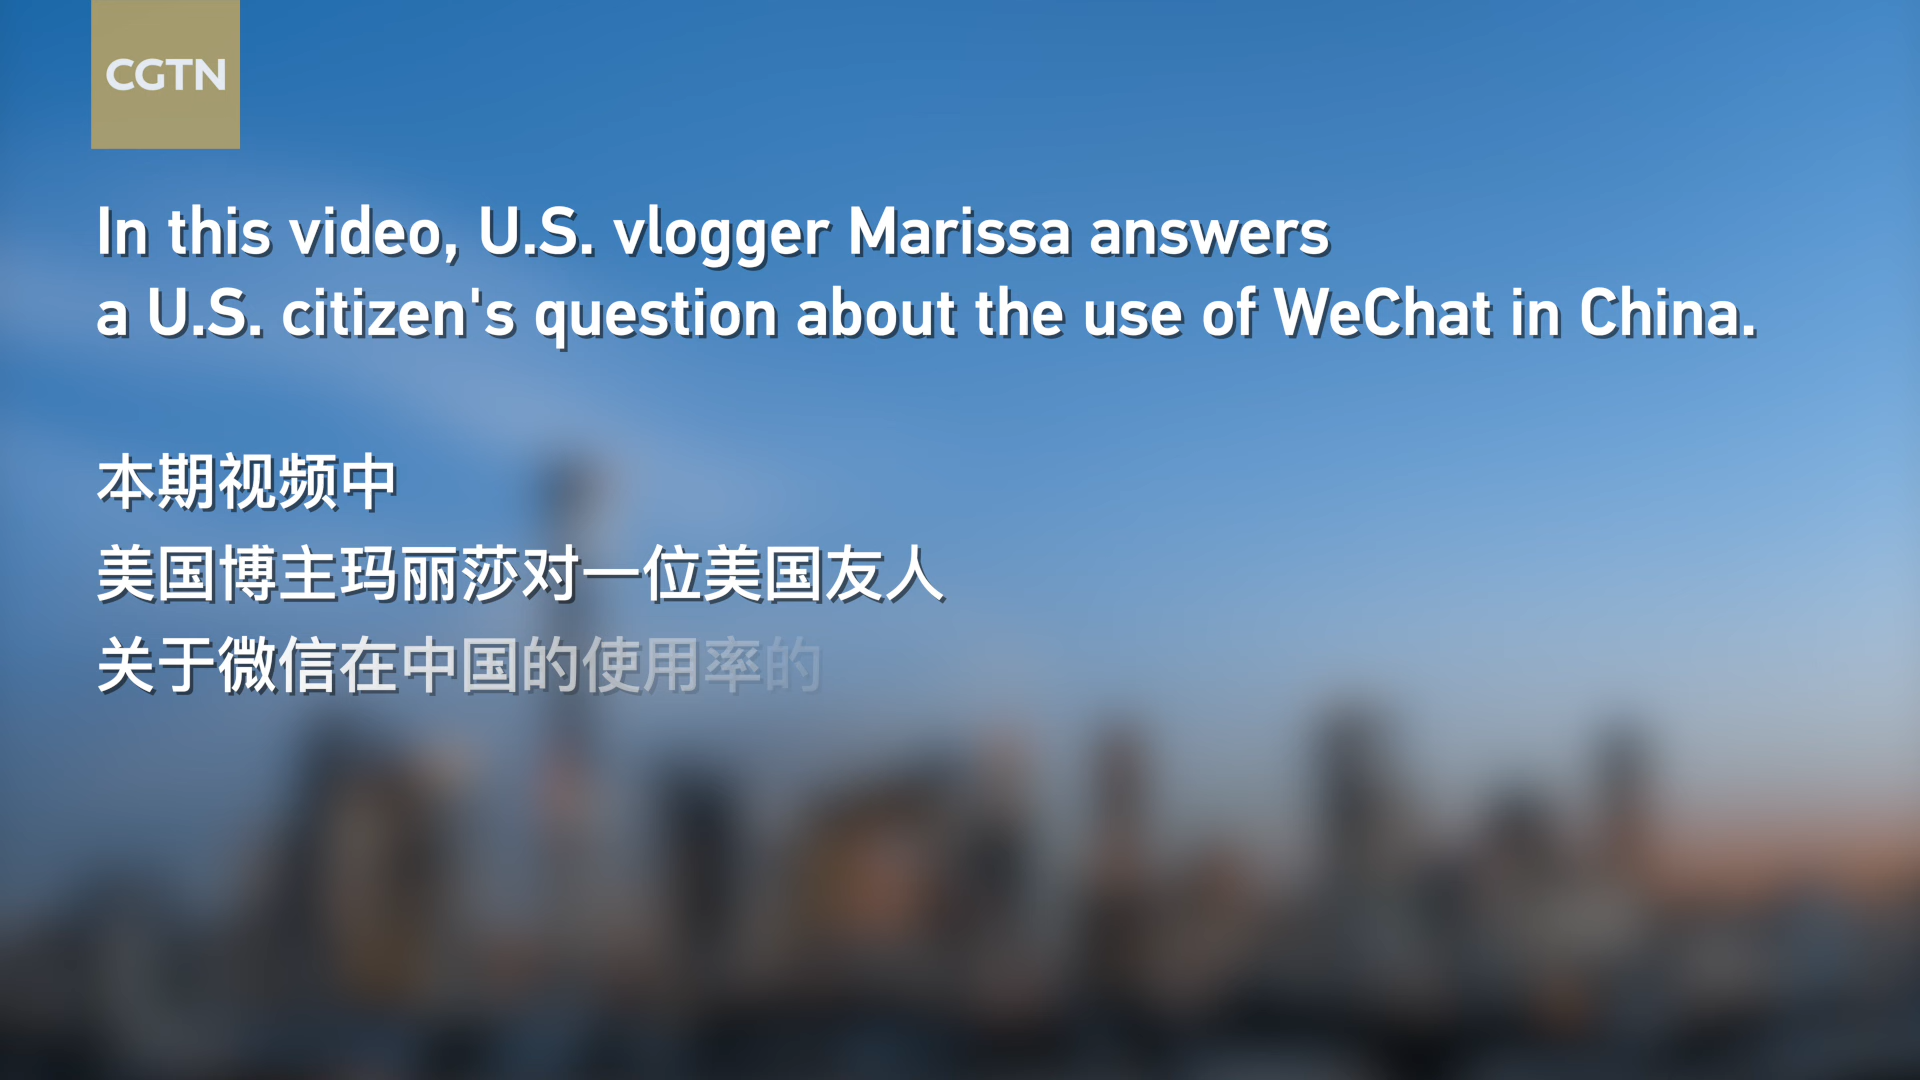 CGTN
In this video, U.S. vlogger Marissa answers
a U.S. citizen's question about the use of WeChat in China.
本期视频中
美国博主玛丽莎对一位美国友人
关于微信在中国的使用率的